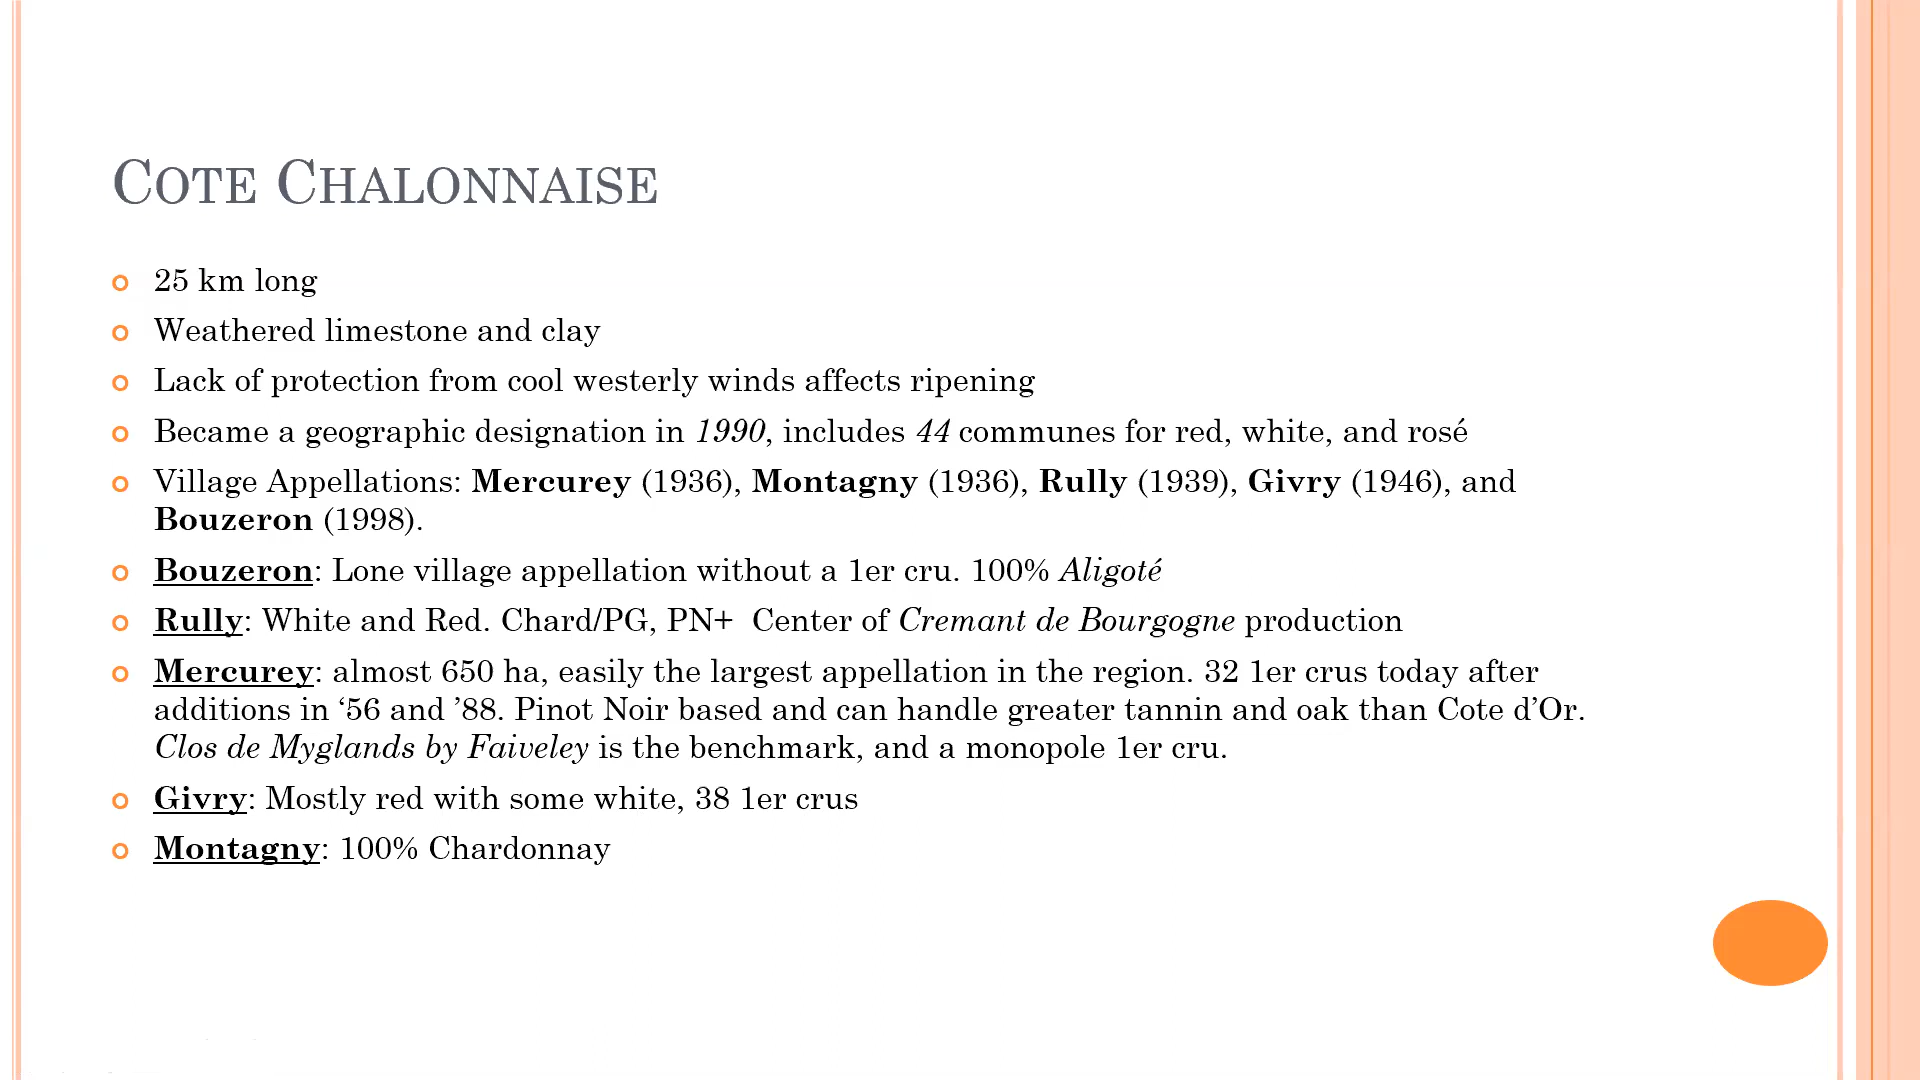 COTE CHALONNAISE
25 km long
Weathered limestone and clay
Lack of protection from cool westerly winds affects ripening
Became a geographic designation in 1990, includes 44 communes for red, white, and rosé
Village Appellations: Mercurey (1936), Montagny (1936), Rully (1939), Givry (1946), and
Bouzeron (1998).
Bouzeron: Lone village appellation without a 1er cru. 100% Aligoté
Rully: White and Red. Chard/PG, PN+  Center of Cremant de Bourgogne production
Mercurey: almost 650 ha, easily the largest appellation in the region. 32 1er crus today after
additions in ‘56 and ’88. Pinot Noir based and can handle greater tannin and oak than Cote d’Or.
Clos de Myglands by Faiveley is the benchmark, and a monopole 1er cru.
Givry: Mostly red with some white, 38 1er crus
Montagny: 100% Chardonnay